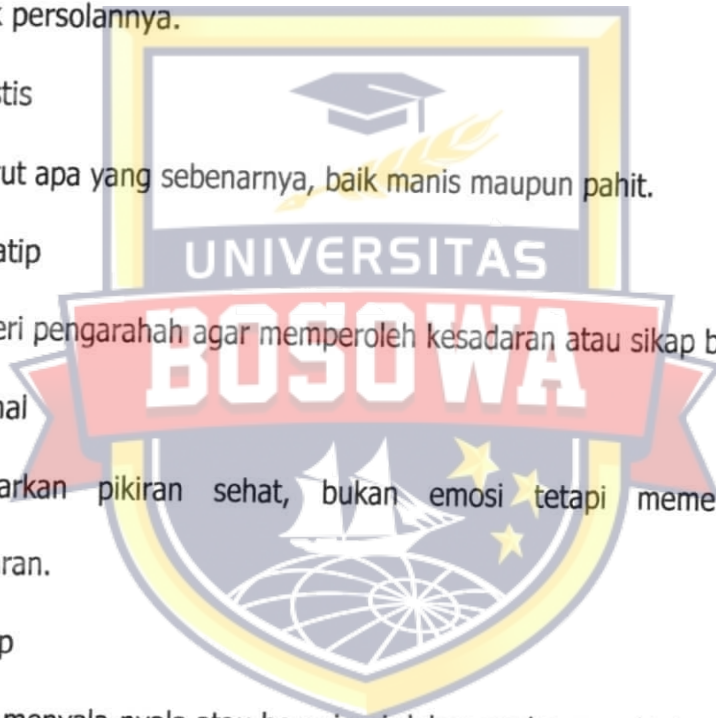 persolannya.
tis
ut apa yang sebenarnya, baik manis maupun pahit.
atip
eri pengarahah agar memperoleh kesadaran atau sikap b
UNIVERSITAS
BOSOWA
nal
arkan pikiran sehat, bukan emosi tetapi meme
ran.
p